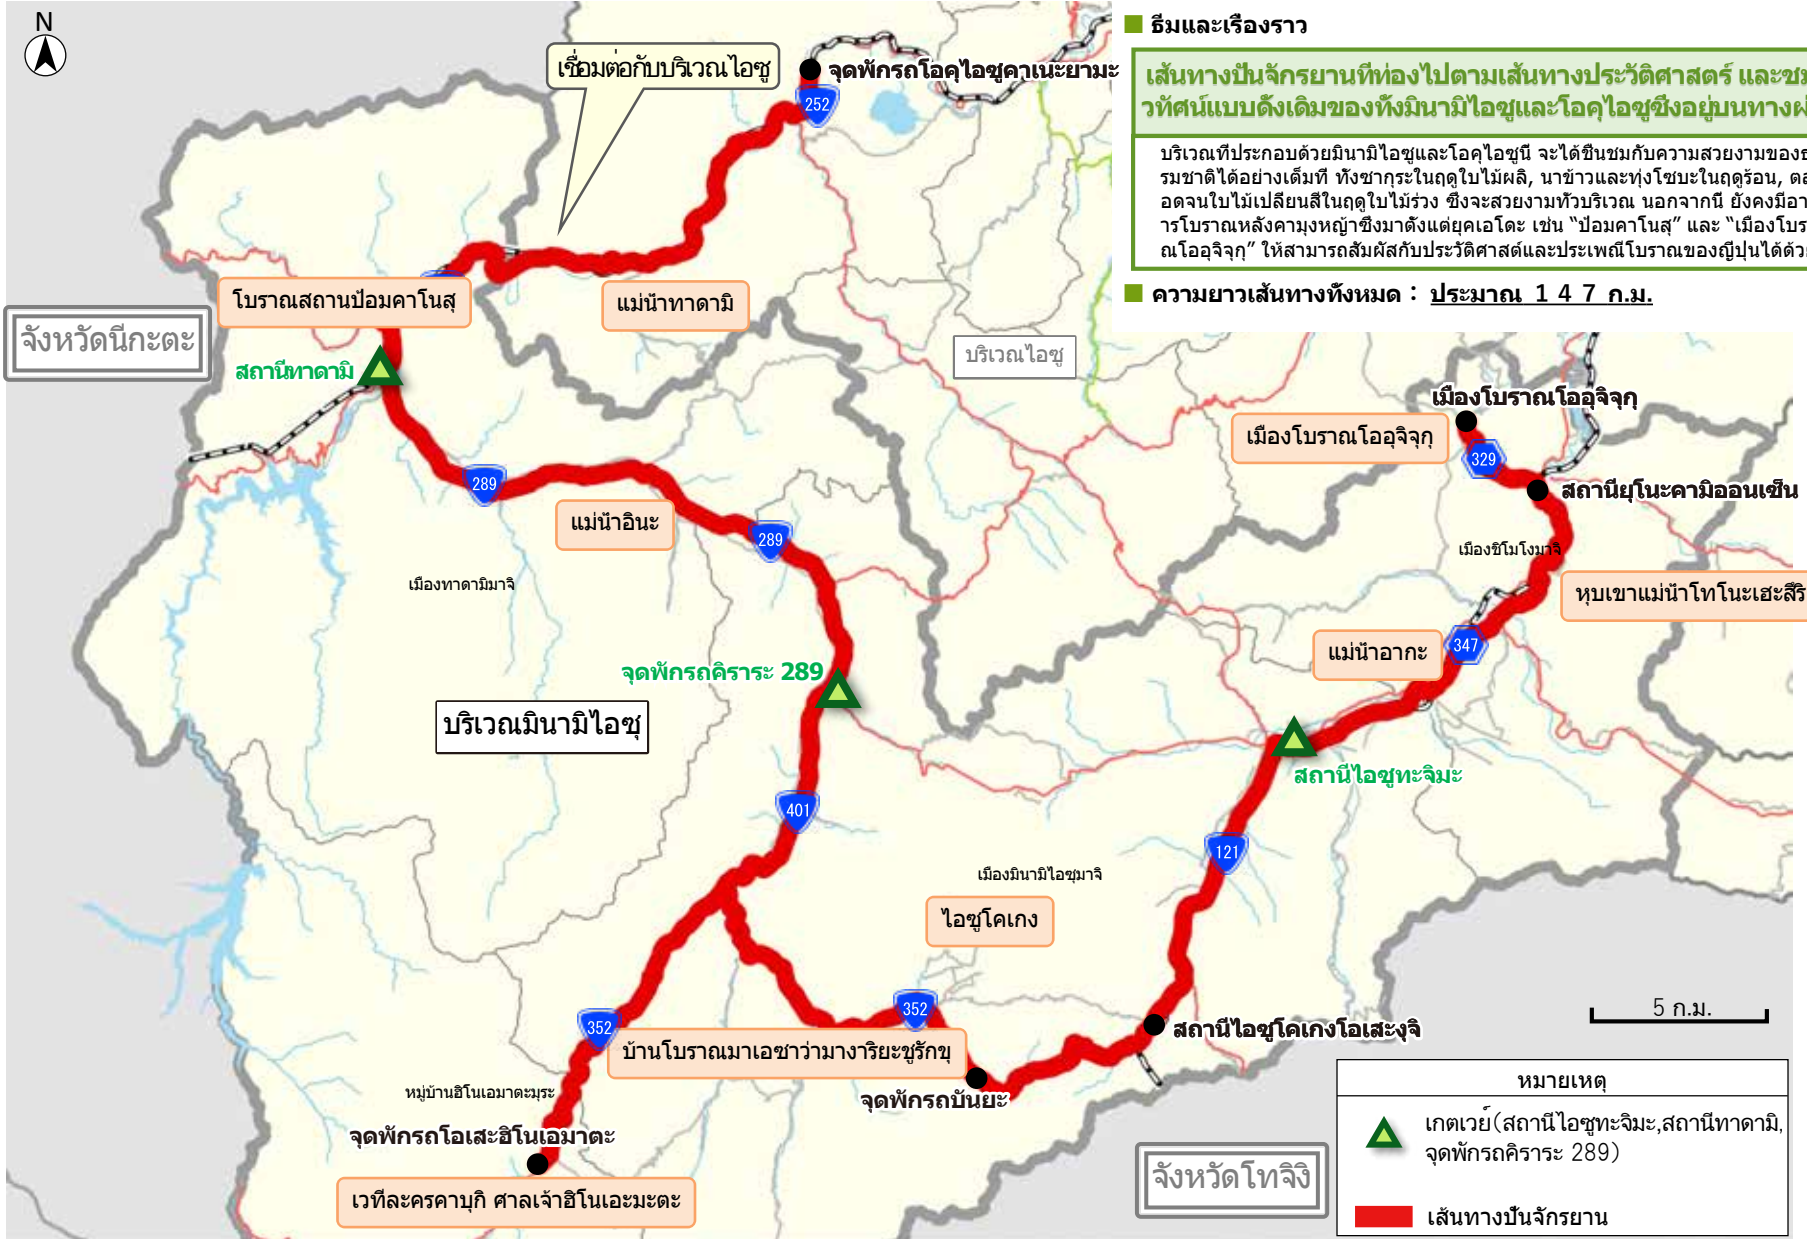 N
เชื่อมต่อกับบริเวณไอซุ
จุดพักรถโอคุไอซูคาเนะยามะ
252
■ ธีมและเรื่องราว
เส้นทางปั่นจักรยานที่ท่องไปตามเส้นทางประวัติศาสตร์ และชม
วทัศน์แบบดั้งเดิมของทั้งมินามิไอซูและโอคุไอซูซึ่งอยู่บนทางผ่
บริเวณที่ประกอบด้วยมินามิไอซูและโอคุไอซูนี้ จะได้ชื่นชมกับความสวยงามของธ
รมชาติได้อย่างเต็มที่ ทั้งซากุระในฤดูใบไม้ผลิ, นาข้าวและทุ่งโซบะในฤดูร้อน, ตล
อดจนใบไม้เปลี่ยนสีในฤดูใบไม้ร่วง ซึ่งจะสวยงามทั่วบริเวณ นอกจากนี้ ยังคงมีอา
รโบราณหลังคามุงหญ้าซึ่งมาตั้งแต่ยุคเอโดะ เช่น “ป้อมคาโนสุ” และ “เมืองโบร
ณโออุจิจุกุ” ให้สามารถสัมผัสกับประวัติศาสต์และประเพณีโบราณของญี่ปุ่นได้ด้ว
■ ความยาวเส้นทางทั้งหมด : ประมาณ 1 4 7 ก.ม.
โบราณสถานป้อมคาโนสุ
แม่น้ำทาดามิ
จังหวัดนีกะตะ
สถานีทาดามิ
บริเวณไอซู
เมืองโบราณโออุจิจุกุ
เมืองโบราณโออุจิจุกุ
329
สถานียุโนะคามิออนเซ็น
289
แม่น้ำอินะ
289
เมืองชิโมโงมาจิ
เมืองทาดามิมาจิ
หุบเขาแม่น้ำโทโนะเฮะสึริ
แม่น้ำอากะ
347
จุดพักรถคิราระ 289
บริเวณมินามิไอซุ
สถานีไอซูทะจิมะ
401
121
เมืองมินามิไอซุมาจิ
ไอซูโคเกง
352
352
5 ก.ม.
สถานีไอซูโคเกงโอเสะงุจิ
บ้านโบราณมาเอซาว่ามางาริยะชูรักขุ
จุดพักรถบันยะ
หมู่บ้านฮิโนเอมาตะมุระ
จุดพักรถโอเสะฮิโนเอมาตะ
เวทีละครคาบุกิ ศาลเจ้าฮิโนเอะมะตะ
จังหวัดโทจิงิ
หมายเหตุ
เกตเวย์(สถานีไอซูทะจิมะ,สถานีทาดามิ,
จุดพักรถคิราระ 289)
เส้นทางปั่นจักรยาน